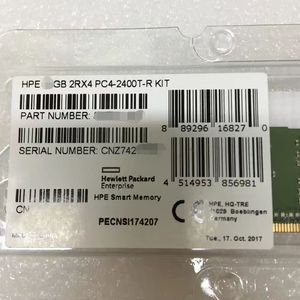 HPE GB 2RX4 PC4-2400T-R KIT
PART NUMBER:
SERIAL NUMBER: CNZ742
8 89296 16827 0
Hewlett Packard
Enterprise
HPE Smart Memory
4 514953 856981
CN
PECNSI174207
HPE, HQ-TRE
71025 Boeblingen
Germany
Tue., 17. Oct. 2017